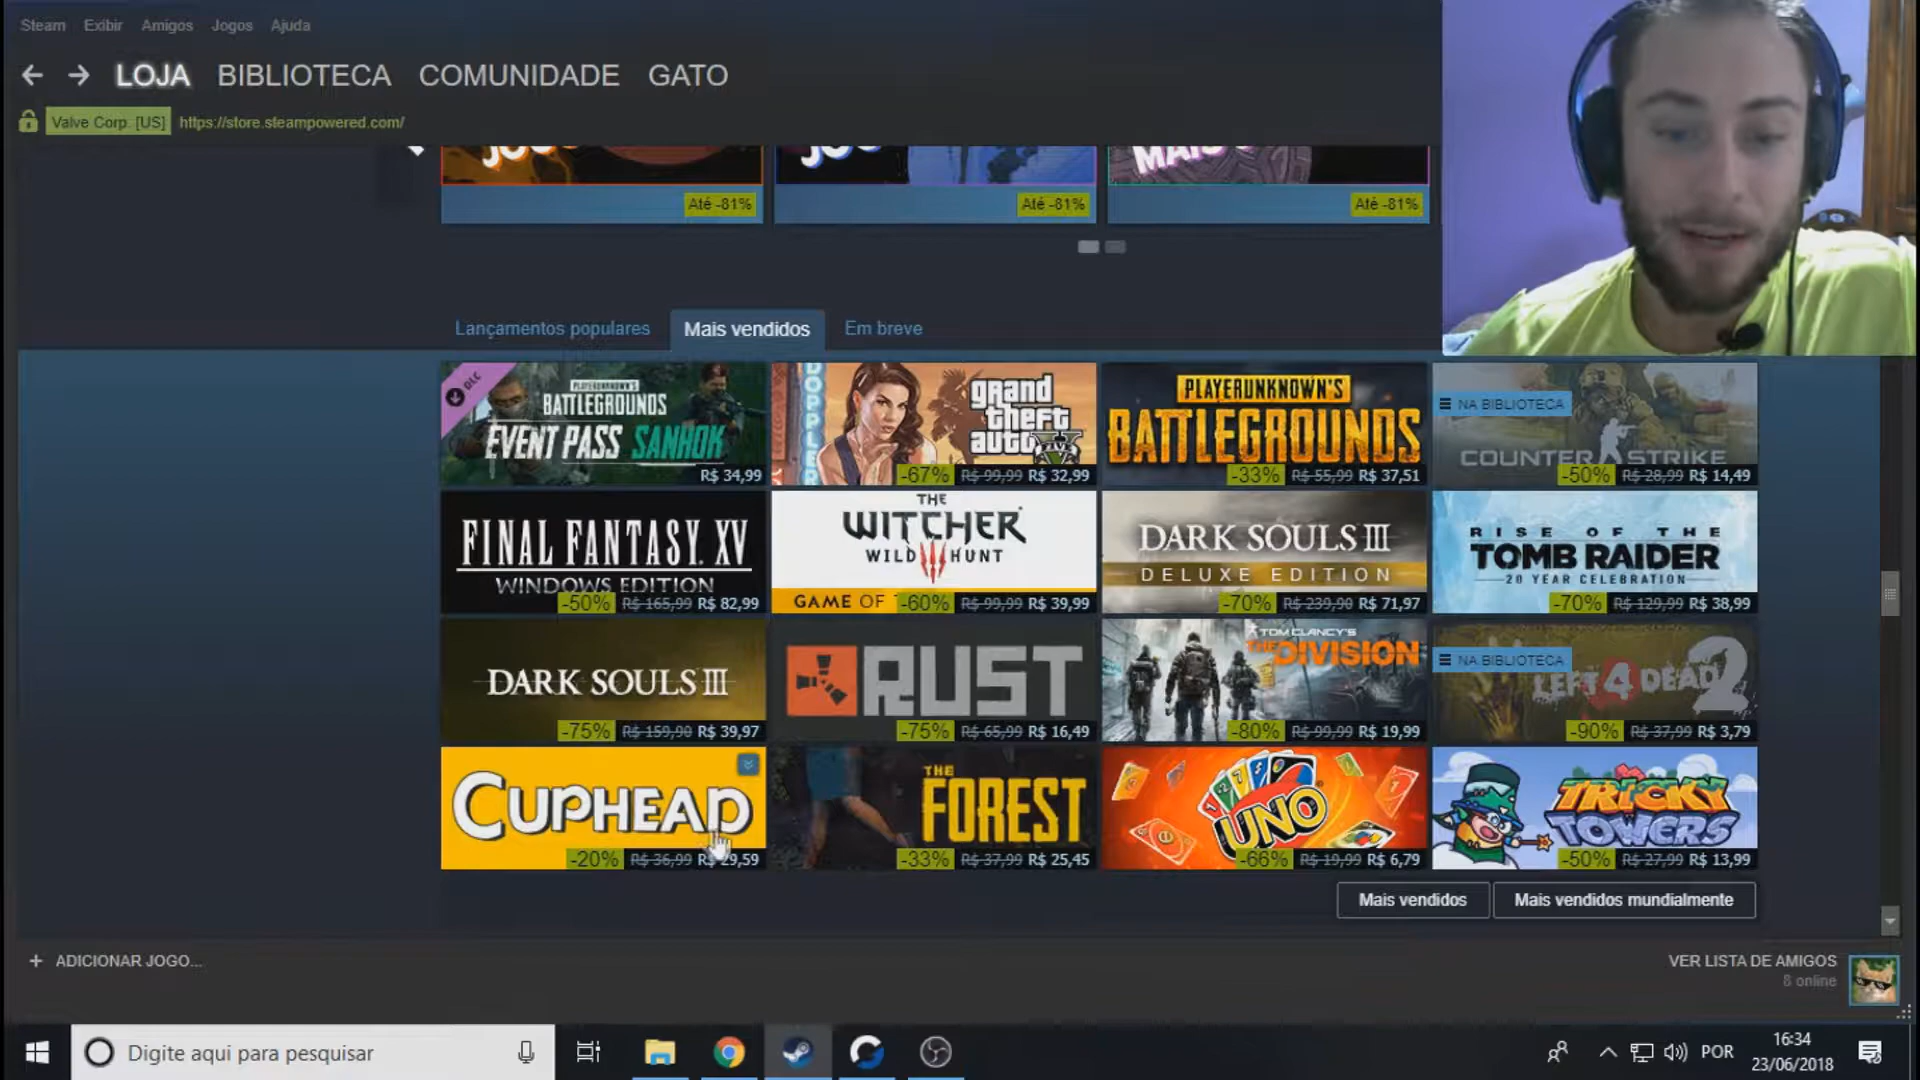 Steam Exibir Amigos Jogos Ajuda
LOJA BIBLIOTECA COMUNIDADE GATO
Valve Corp. [US] https://store.steampowered.com/
Até -81% Até -81% Até -81%
Lançamentos populares Mais vendidos Em breve
DLC
PLAYERUNKNOWN'S
BATTLEGROUNDS
EVENT PASS SANHOK
R$ 34,99
grand
theft
auto
FIVE
-67% R$ 99,99 R$ 32,99
PLAYERUNKNOWN'S
BATTLEGROUNDS
-33% R$ 55,99 R$ 37,51
NA BIBLIOTECA
COUNTER STRIKE
-50% R$ 28,99 R$ 14,49
FINAL FANTASY XV
WINDOWS EDITION
-50% R$ 165,99 R$ 82,99
THE
WITCHER
WILD HUNT
GAME OF
-60% R$ 99,99 R$ 39,99
DARK SOULS III
DELUXE EDITION
-70% R$ 239,90 R$ 71,97
RISE OF THE
TOMB RAIDER
20 YEAR CELEBRATION
-70% R$ 129,99 R$ 38,99
DARK SOULS III
-75% R$ 159,90 R$ 39,97
RUST
-75% R$ 65,99 R$ 16,49
TOM CLANCY'S
THE DIVISION
-80% R$ 99,99 R$ 19,99
NA BIBLIOTECA
LEFT 4 DEAD 2
-90% R$ 37,99 R$ 3,79
CUPHEAD
-20% R$ 36,99 R$ 29,59
THE
FOREST
-33% R$ 37,99 R$ 25,45
UNO
-66% R$ 19,99 R$ 6,79
TRICKY
TOWERS
-50% R$ 27,99 R$ 13,99
Mais vendidos Mais vendidos mundialmente
+ ADICIONAR JOGO...
VER LISTA DE AMIGOS
8 online
Digite aqui para pesquisar
POR
16:34
23/06/2018